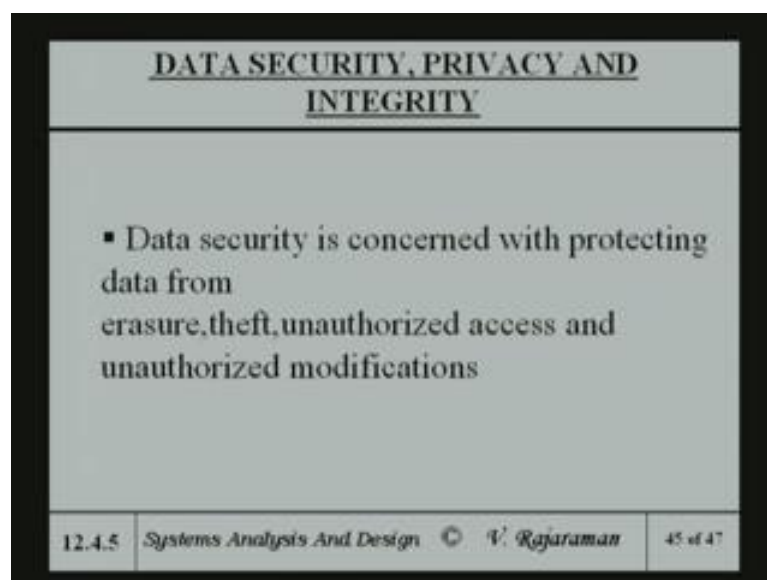 DATA SECURITY, PRIVACY AND
INTEGRITY
▪ Data security is concerned with protecting
data from
erasure,theft,unauthorized access and
unauthorized modifications
12.4.5
Systems Analysis And Design © V. Rajaraman
45 of 47